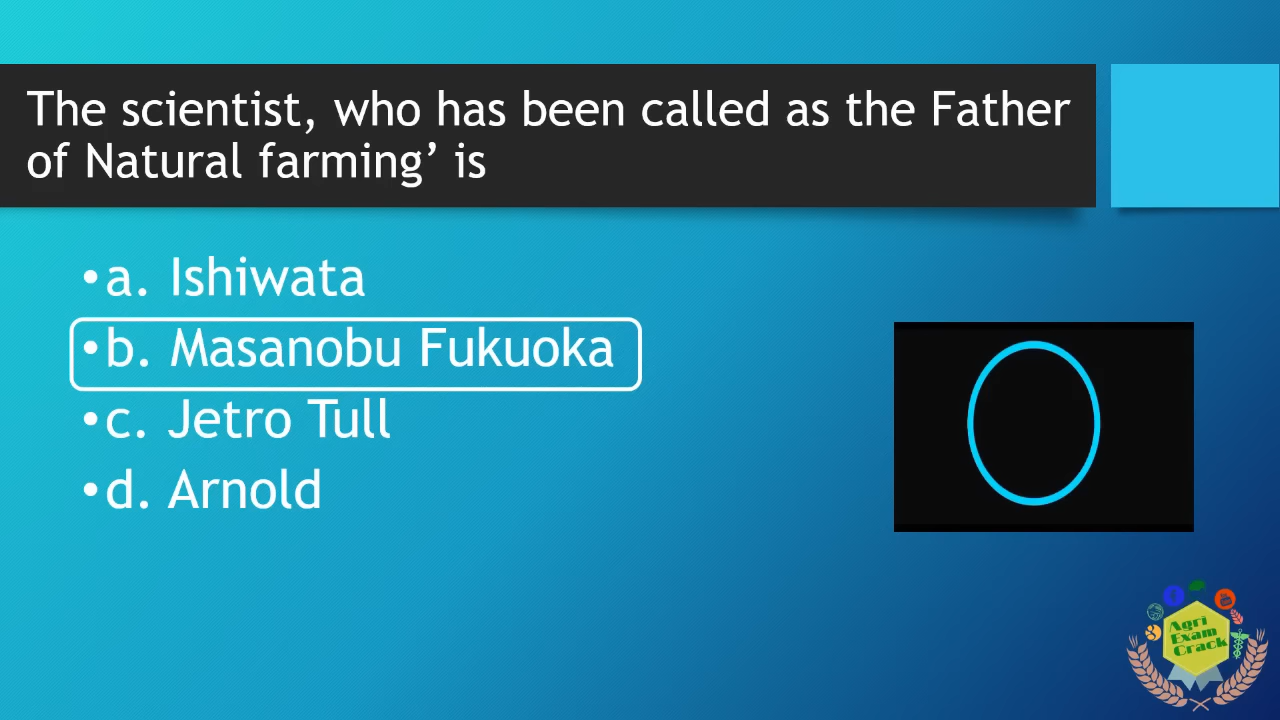 The scientist, who has been called as the Father
of Natural farming’ is
•a. Ishiwata
•b. Masanobu Fukuoka
•c. Jetro Tull
•d. Arnold
Agri
Exam
Crack